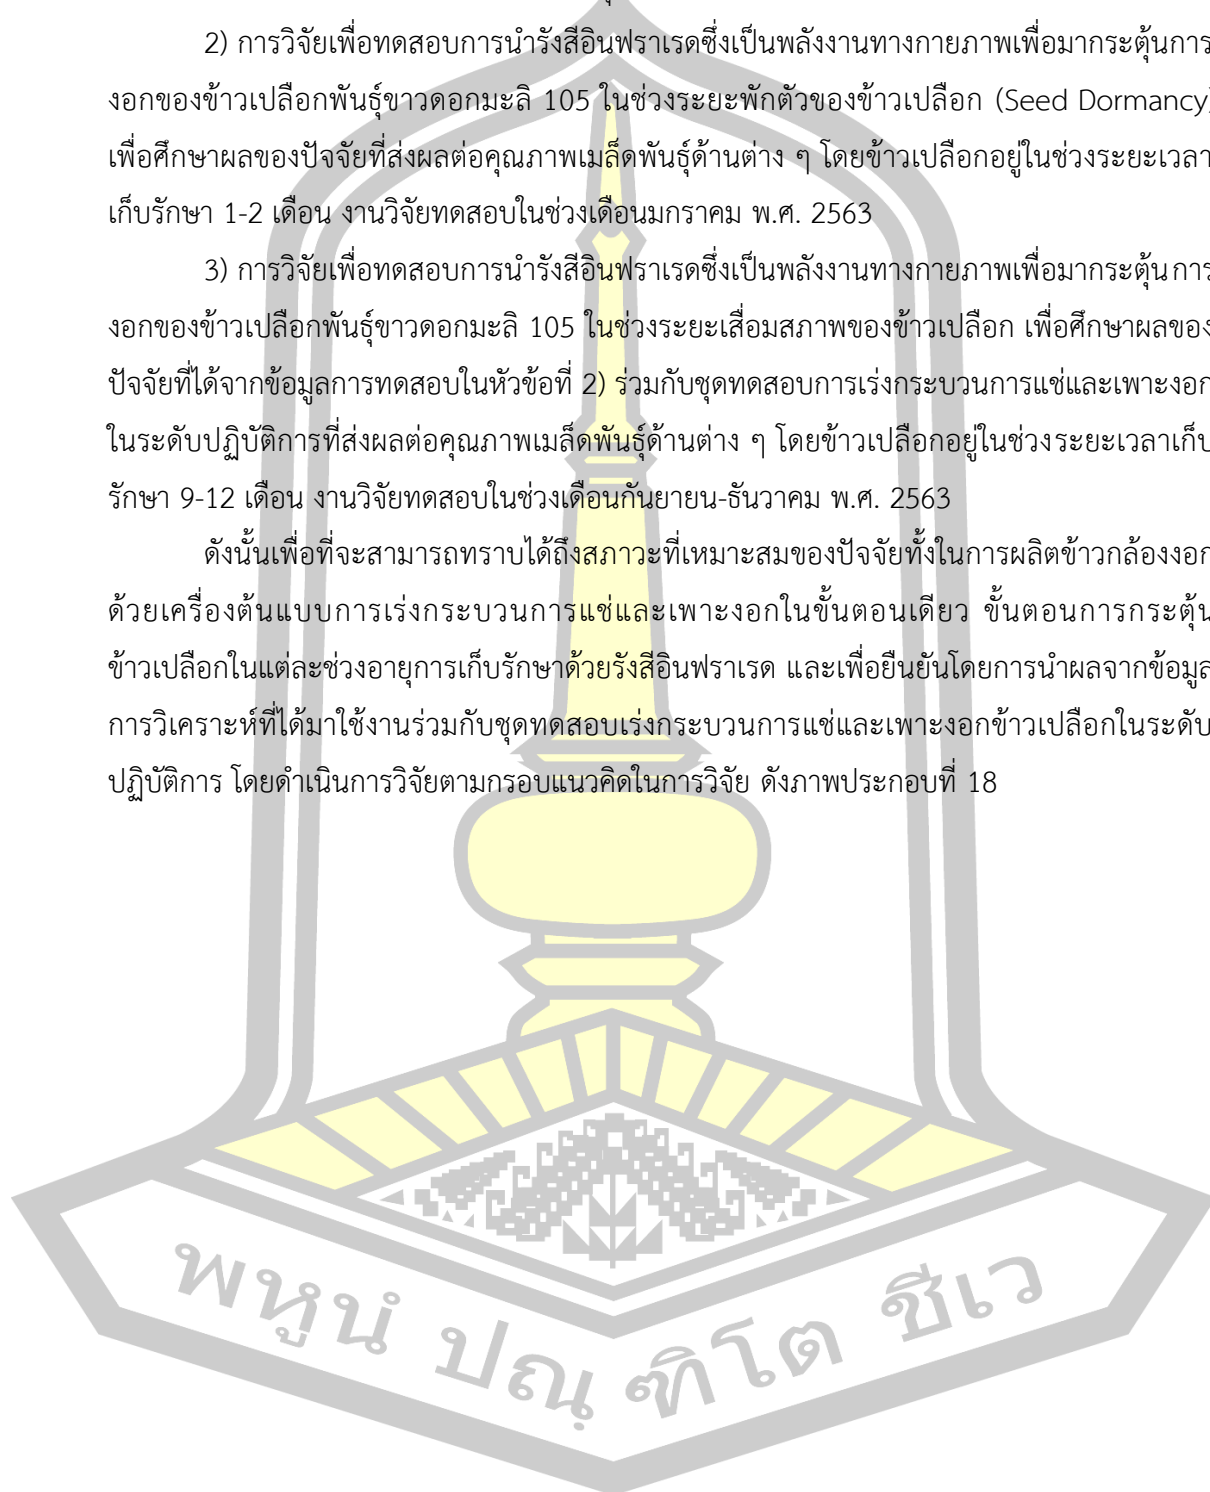 2) การวิจัยเพื่อทดสอบการนำรังสีอินฟราเรดซึ่งเป็นพลังงานทางกายภาพเพื่อมากระตุ้นการ
งอกของข้าวเปลือกพันธุ์ขาวดอกมะลิ 105 ในช่วงระยะพักตัวของข้าวเปลือก (Seed Dormancy)
เพื่อศึกษาผลของปัจจัยที่ส่งผลต่อคุณภาพเมล็ดพันธุ์ด้านต่าง ๆ โดยข้าวเปลือกอยู่ในช่วงระยะเวลา
เก็บรักษา 1-2 เดือน งานวิจัยทดสอบในช่วงเดือนมกราคม พ.ศ. 2563
3) การวิจัยเพื่อทดสอบการนำรังสีอินฟราเรดซึ่งเป็นพลังงานทางกายภาพเพื่อมากระตุ้นการ
งอกของข้าวเปลือกพันธุ์ขาวดอกมะลิ 105 ในช่วงระยะเสื่อมสภาพของข้าวเปลือก เพื่อศึกษาผลของ
ปัจจัยที่ได้จากข้อมูลการทดสอบในหัวข้อที่ 2) ร่วมกับชุดทดสอบการเร่งกระบวนการแช่และเพาะงอก
ในระดับปฏิบัติการที่ส่งผลต่อคุณภาพเมล็ดพันธุ์ด้านต่าง ๆ โดยข้าวเปลือกอยู่ในช่วงระยะเวลาเก็บ
รักษา 9-12 เดือน งานวิจัยทดสอบในช่วงเดือนกันยายน-ธันวาคม พ.ศ. 2563
ดังนั้นเพื่อที่จะสามารถทราบได้ถึงสภาวะที่เหมาะสมของปัจจัยทั้งในการผลิตข้าวกล้องงอก
ด้วยเครื่องต้นแบบการเร่งกระบวนการแช่และเพาะงอกในขั้นตอนเดียว ขั้นตอนการกระตุ้น
ข้าวเปลือกในแต่ละช่วงอายุการเก็บรักษาด้วยรังสีอินฟราเรด และเพื่อยืนยันโดยการนำผลจากข้อมูล
การวิเคราะห์ที่ได้มาใช้งานร่วมกับชุดทดสอบเร่งกระบวนการแช่และเพาะงอกข้าวเปลือกในระดับ
ปฏิบัติการ โดยดำเนินการวิจัยตามกรอบแนวคิดในการวิจัย ดังภาพประกอบที่ 18
พหูนํ ปณฺฑิโต ชีเว